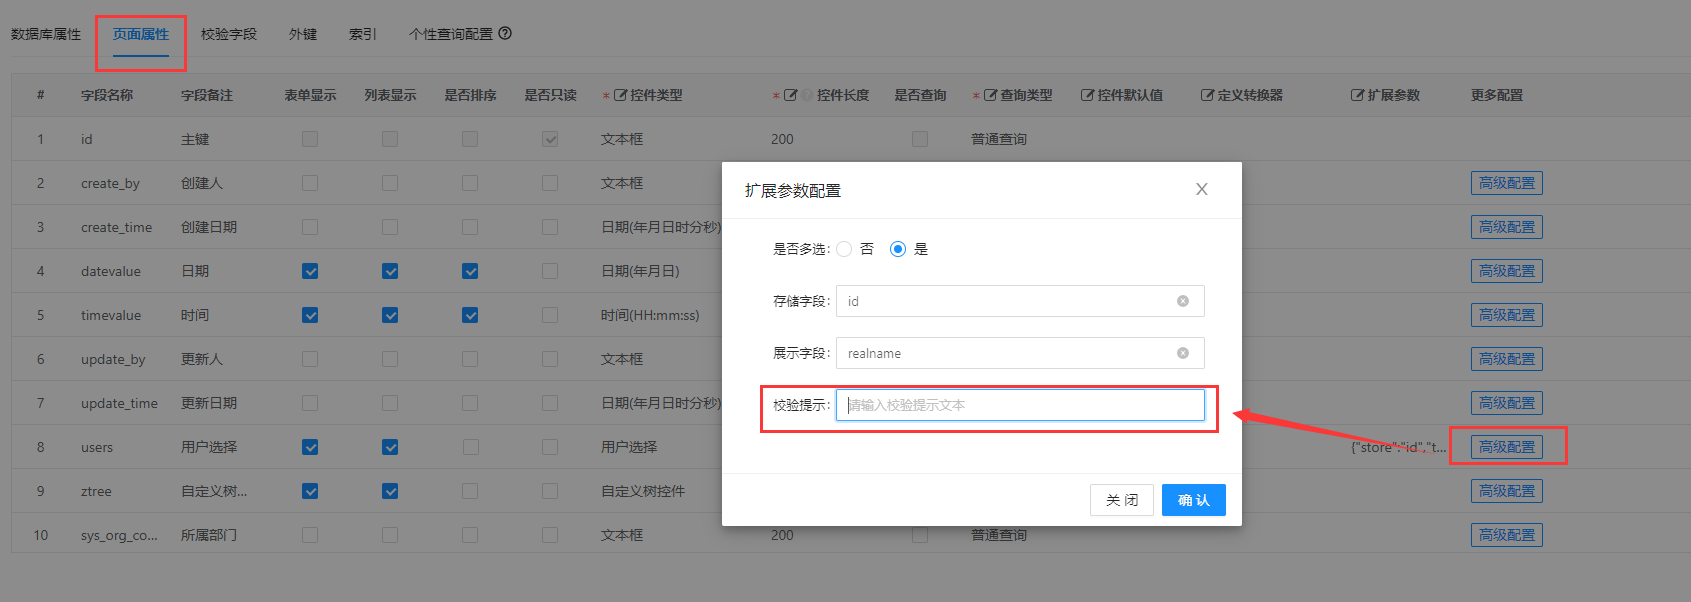 数据库属性 页面属性 校验字段 外键 索引 个性查询配置
# 字段名称 字段备注 表单显示 列表显示 是否排序 是否只读 * 控件类型 * 控件长度 是否查询 * 查询类型 控件默认值 定义转换器 扩展参数 更多配置
1 id 主键 文本框 200 普通查询
2 create_by 创建人 文本框 高级配置
3 create_time 创建日期 日期(年月日时分秒) 高级配置
4 datevalue 日期 日期(年月日) 高级配置
5 timevalue 时间 时间(HH:mm:ss) 高级配置
6 update_by 更新人 文本框 高级配置
7 update_time 更新日期 日期(年月日时分秒) 高级配置
8 users 用户选择 用户选择 {"store":"id","t... 高级配置
9 ztree 自定义树... 自定义树控件 高级配置
10 sys_org_co... 所属部门 文本框 200 普通查询 高级配置
扩展参数配置 X
是否多选: 否 是
存储字段: id
展示字段: realname
校验提示: 请输入校验提示文本
关 闭 确 认